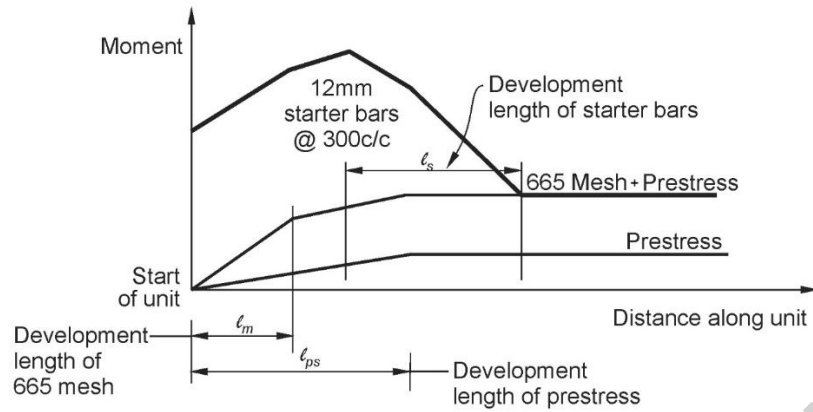 Moment
12mm
starter bars
@ 300c/c
Development
length of starter bars
ℓs
665 Mesh + Prestress
Prestress
Start
of unit
Distance along unit
Development
length of
665 mesh
ℓm
ℓps
Development
length of prestress